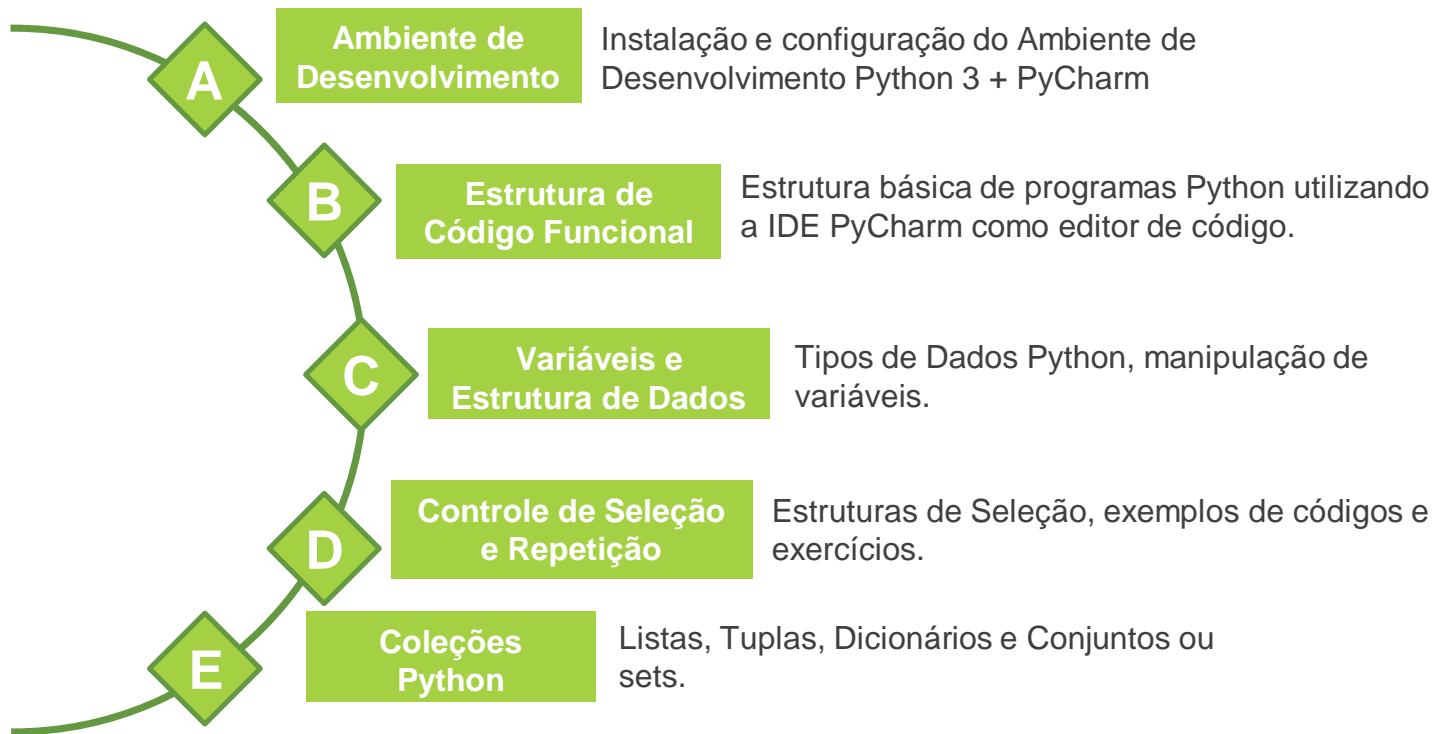 A
Ambiente de
Desenvolvimento
Instalação e configuração do Ambiente de
Desenvolvimento Python 3 + PyCharm
B
Estrutura de
Código Funcional
Estrutura básica de programas Python utilizando
a IDE PyCharm como editor de código.
C
Variáveis e
Estrutura de Dados
Tipos de Dados Python, manipulação de
variáveis.
D
Controle de Seleção
e Repetição
Estruturas de Seleção, exemplos de códigos e
exercícios.
E
Coleções
Python
Listas, Tuplas, Dicionários e Conjuntos ou
sets.